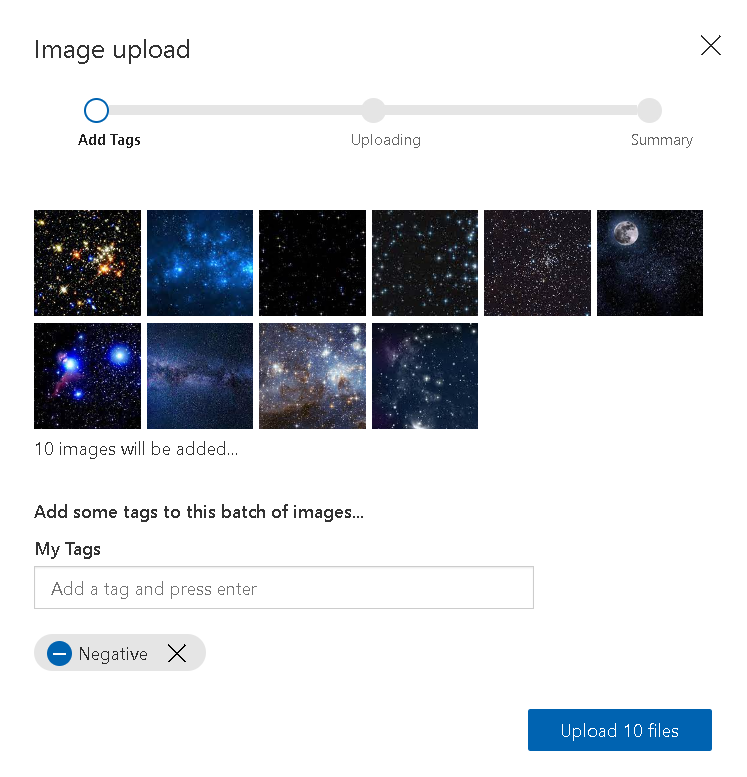 Image upload
Add Tags
Uploading
Summary
10 images will be added...
Add some tags to this batch of images...
My Tags
Add a tag and press enter
Negative
Upload 10 files